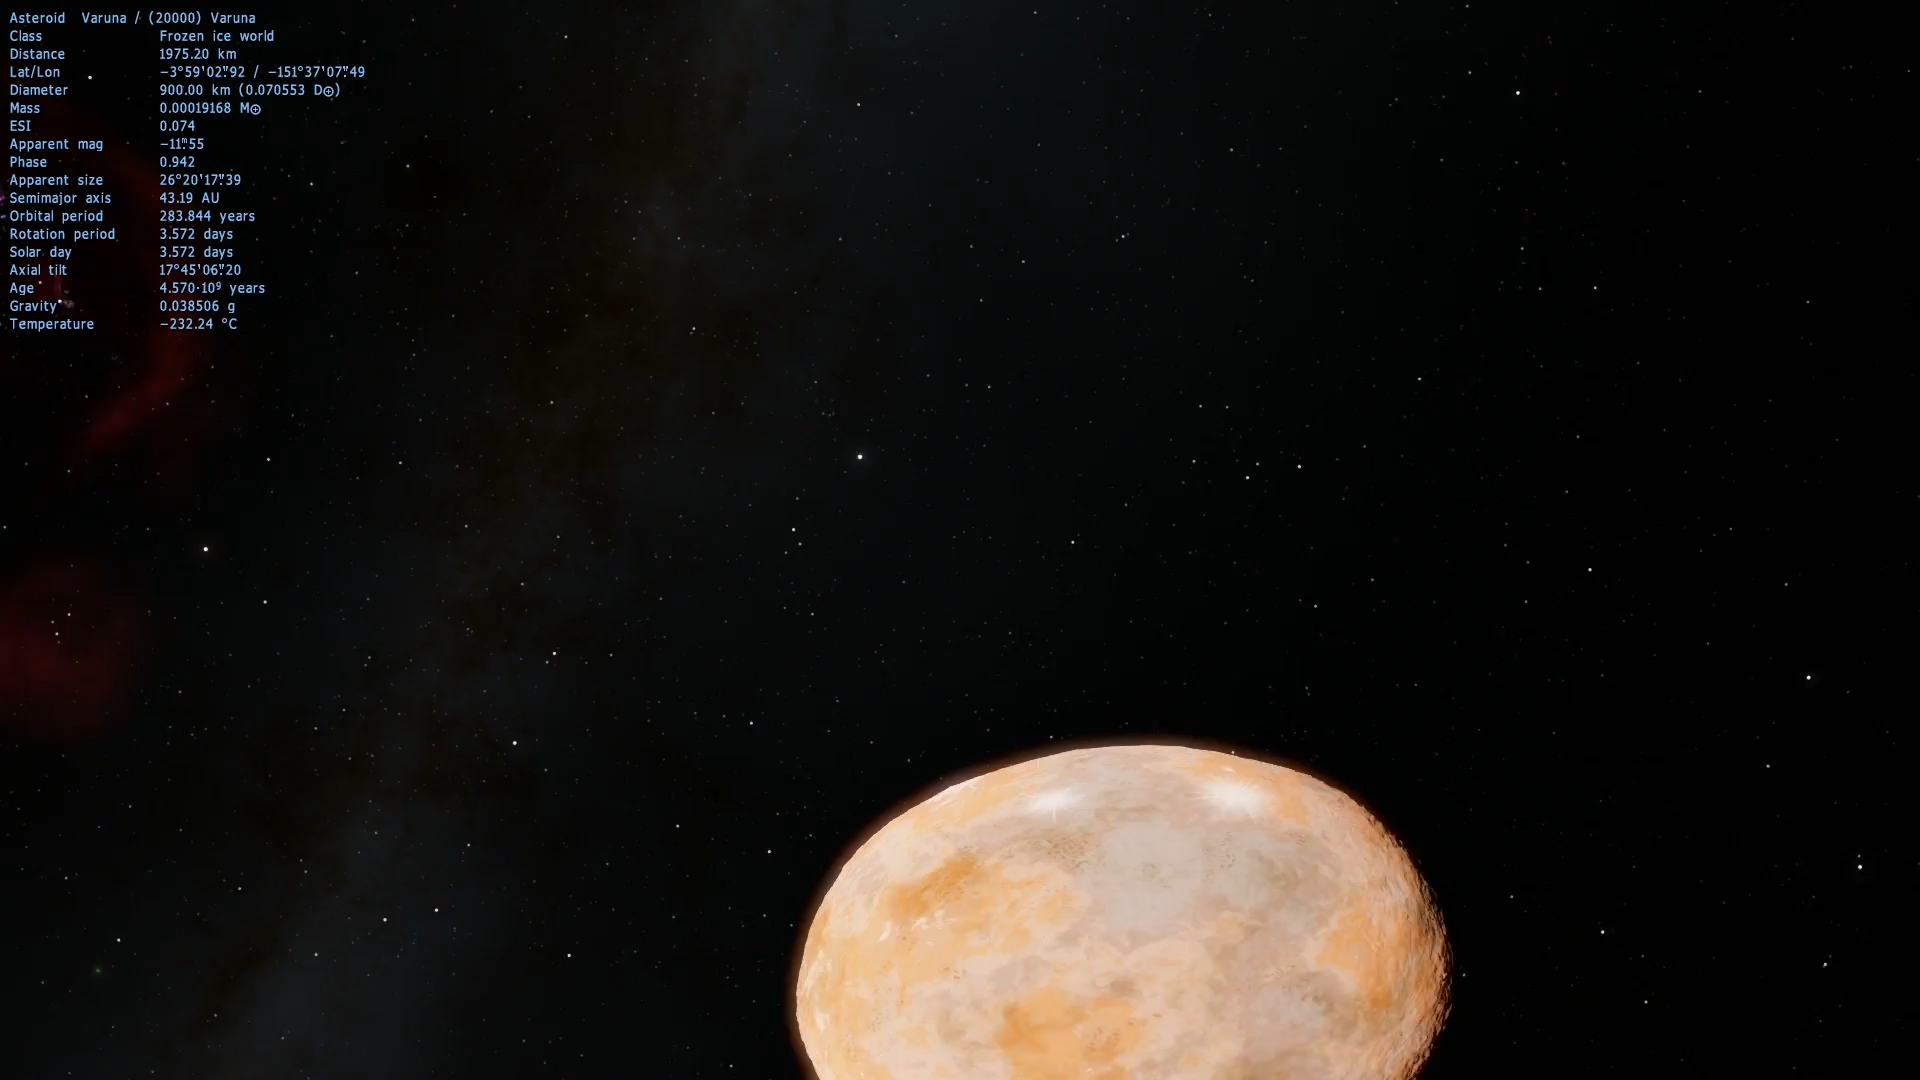 Asteroid Varuna / (20000) Varuna
Class Frozen ice world
Distance 1975.20 km
Lat/Lon −3°59'02"92 / −151°37'07"49
Diameter 900.00 km (0.070553 D⊕)
Mass 0.00019168 M⊕
ESI 0.074
Apparent mag −11ᵐ55
Phase 0.942
Apparent size 26°20'17"39
Semimajor axis 43.19 AU
Orbital period 283.844 years
Rotation period 3.572 days
Solar day 3.572 days
Axial tilt 17°45'06"20
Age 4.570·10⁹ years
Gravity 0.038506 g
Temperature −232.24 °C